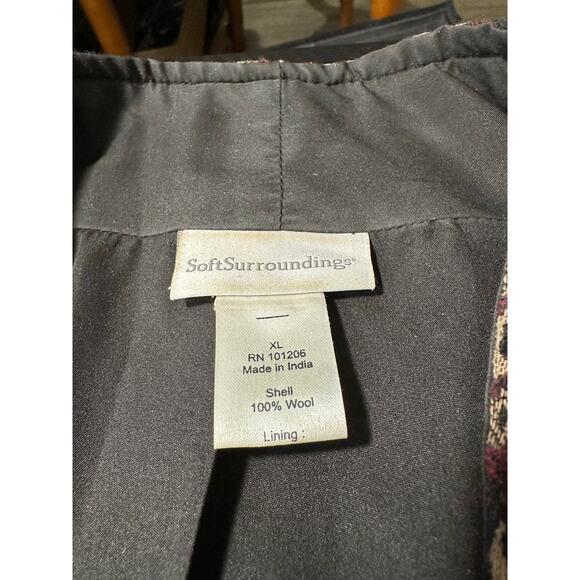 SoftSurroundings®
XL
RN 101206
Made in India
Shell
100% Wool
Lining :